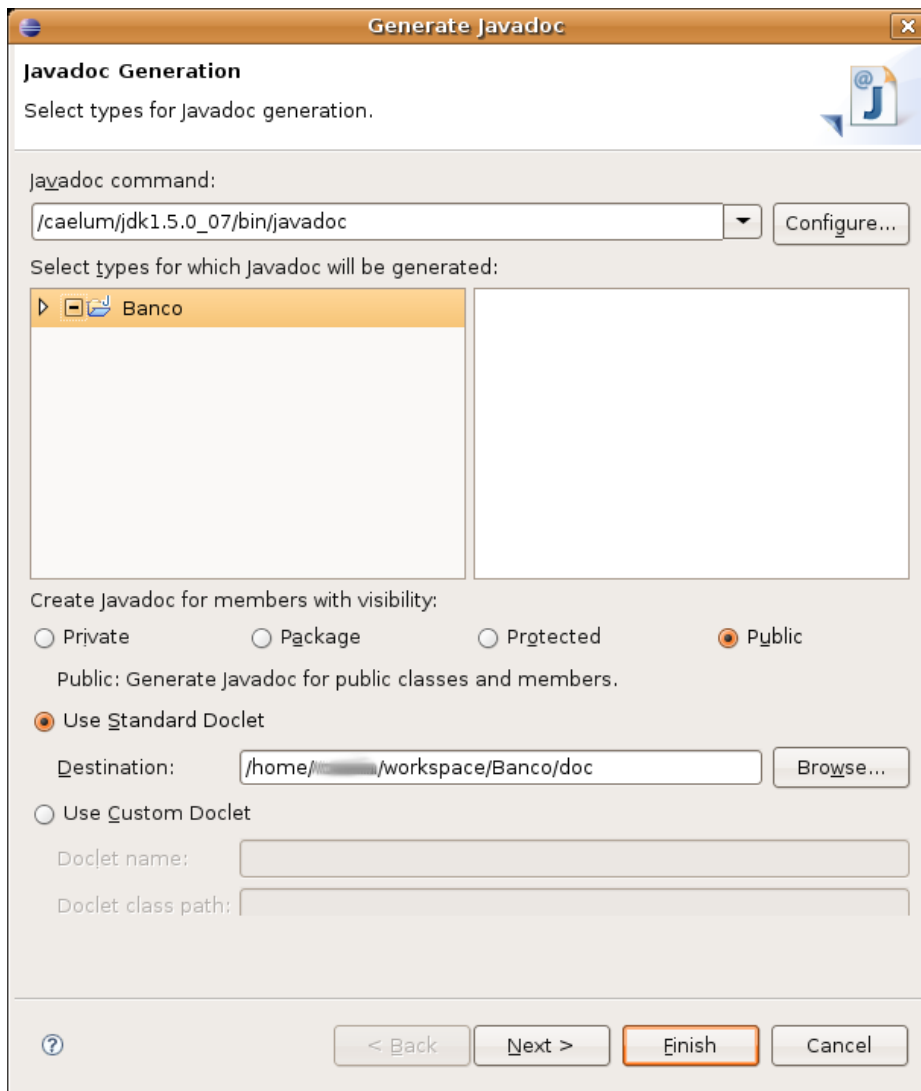 Generate Javadoc
Javadoc Generation
Select types for Javadoc generation.
Javadoc command:
/caelum/jdk1.5.0_07/bin/javadoc
Configure...
Select types for which Javadoc will be generated:
Banco
Create Javadoc for members with visibility:
Private Package Protected Public
Public: Generate Javadoc for public classes and members.
Use Standard Doclet
Destination: /home/ /workspace/Banco/doc Browse...
Use Custom Doclet
Doclet name:
Doclet class path:
< Back Next > Finish Cancel